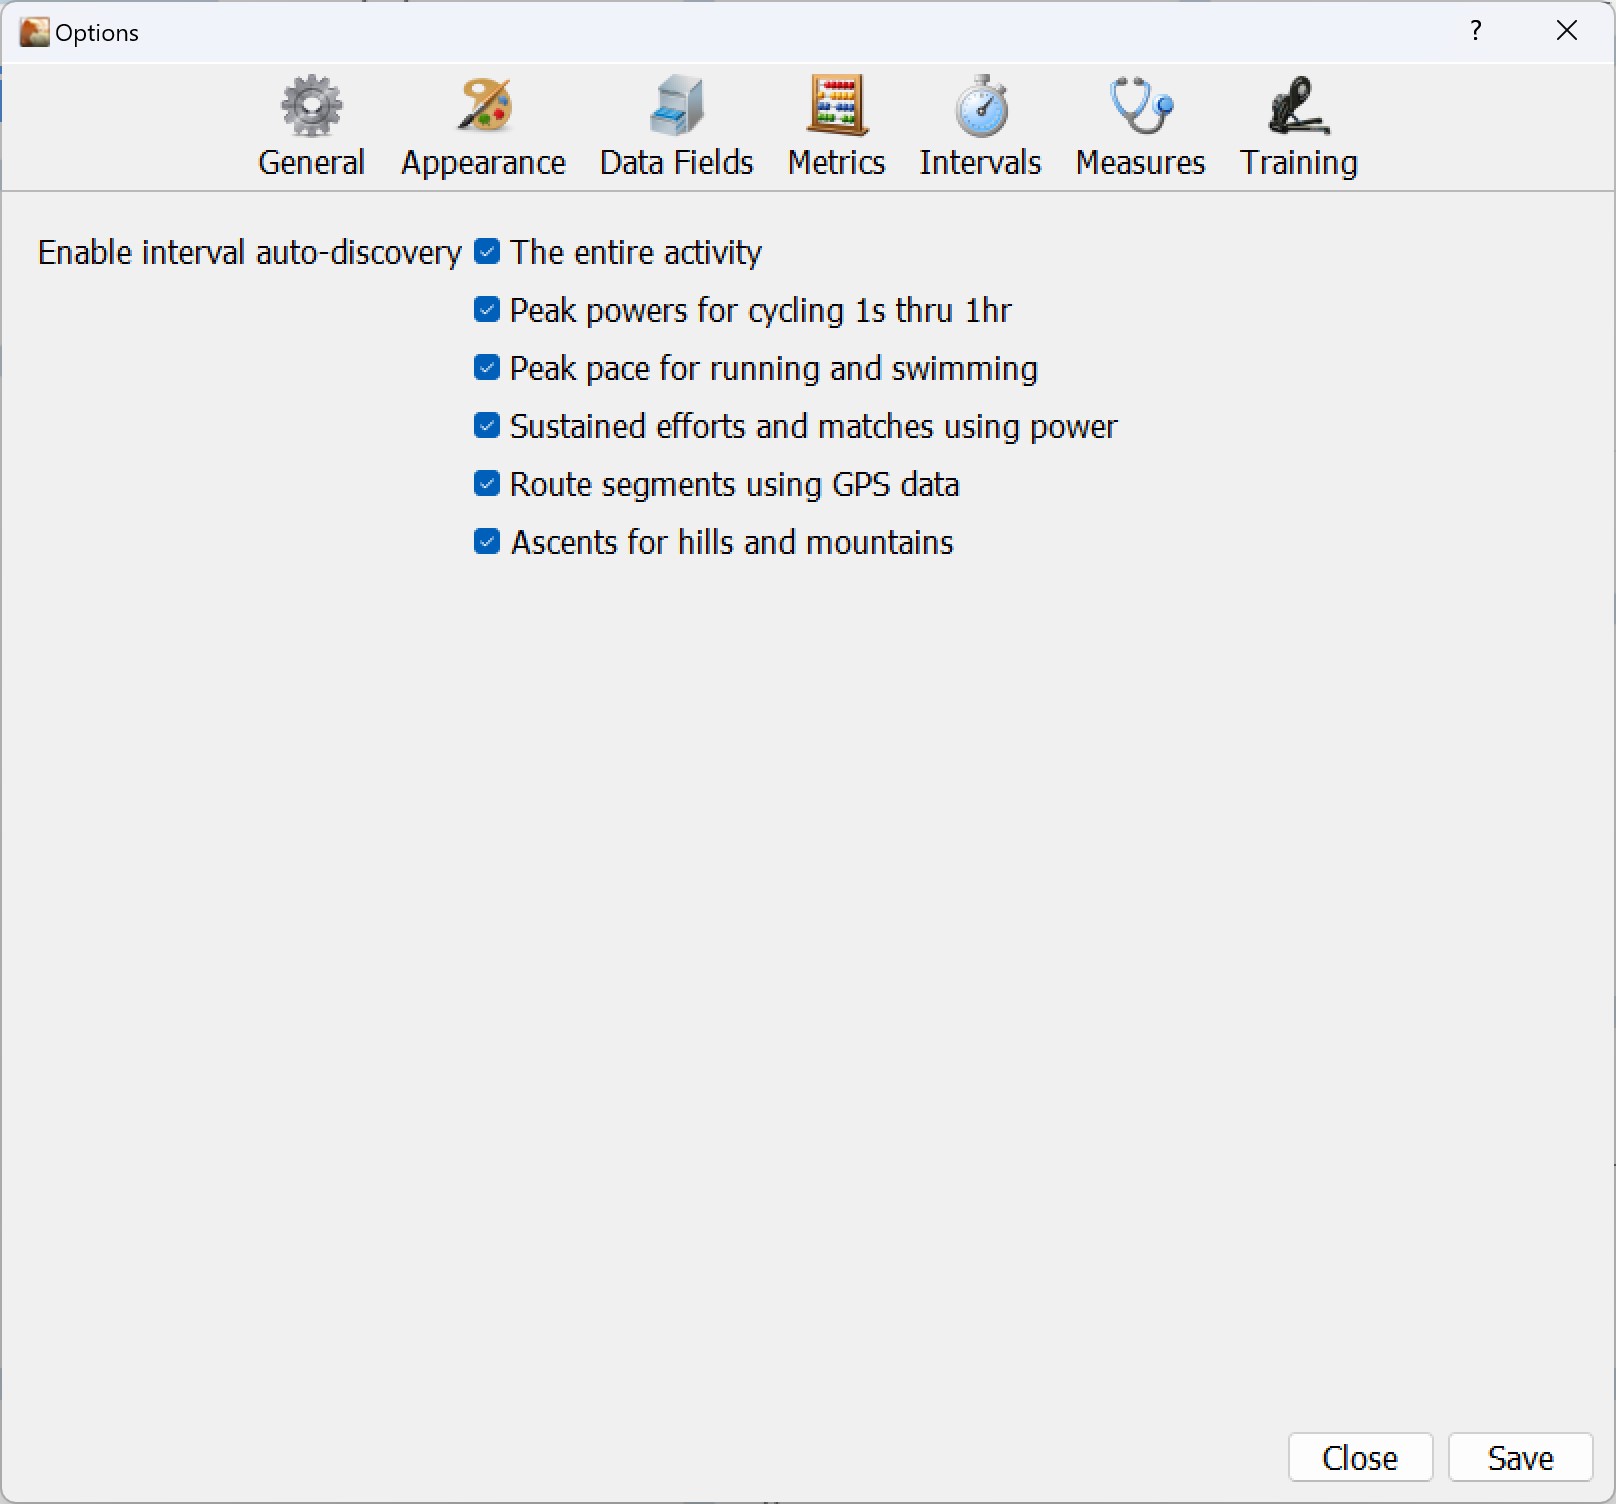 Options
?
General Appearance Data Fields Metrics Intervals Measures Training
Enable interval auto-discovery The entire activity
Peak powers for cycling 1s thru 1hr
Peak pace for running and swimming
Sustained efforts and matches using power
Route segments using GPS data
Ascents for hills and mountains
Close Save